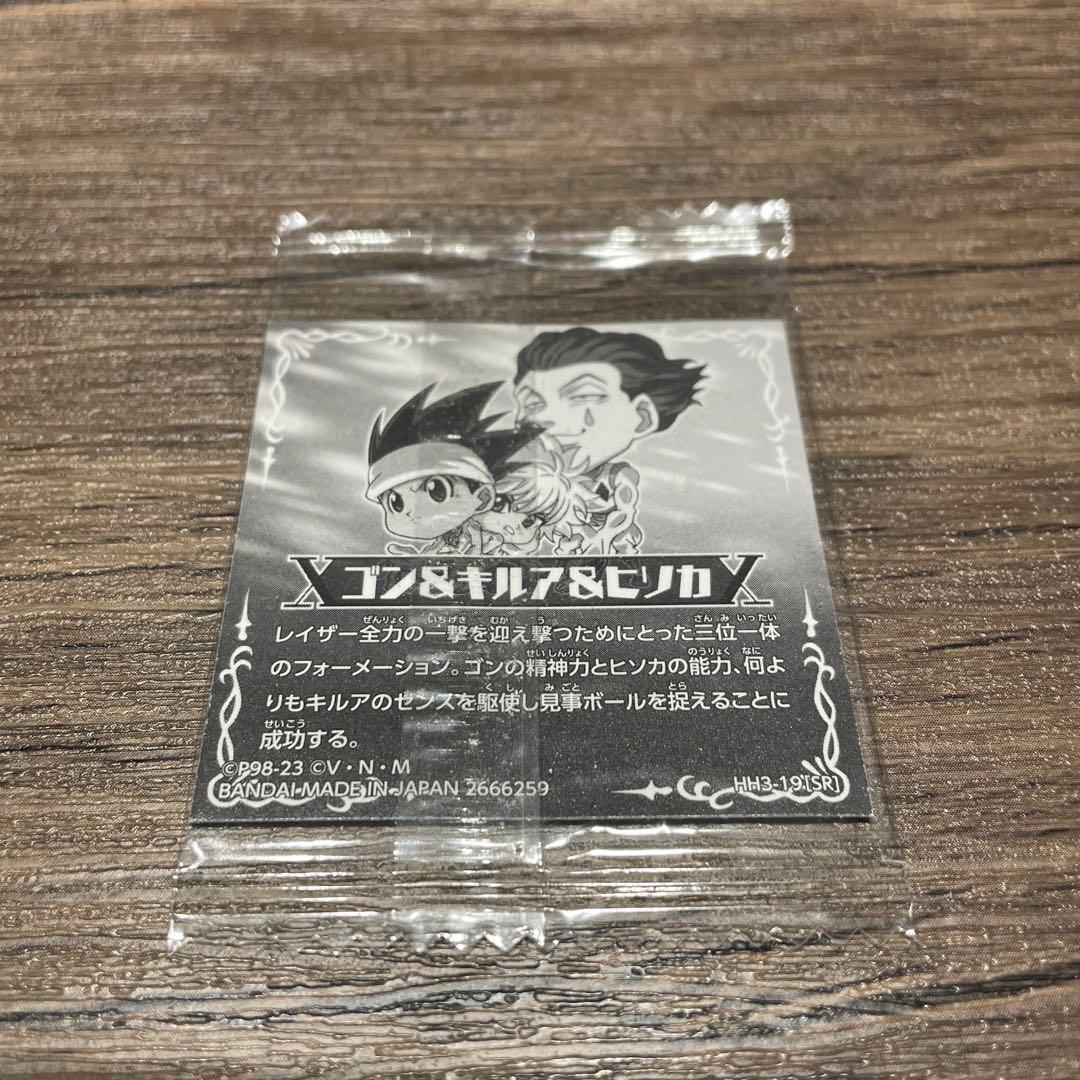 ゴン&キルア&ヒソカ
レイザー全力の一撃を迎え撃つためにとった三位一体
のフォーメーション。ゴンの精神力とヒソカの能力、何よ
りもキルアのセンスを駆使し見事ボールを捉えることに
成功する。
©P98-23 ©V・N・M
BANDAI MADE IN JAPAN 2666259
HH3-19[SR]